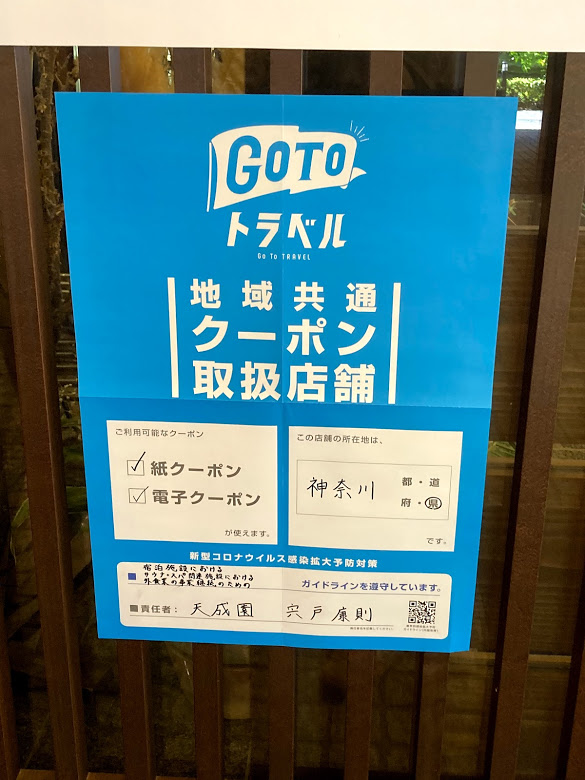 GOTO
トラベル
Go To TRAVEL
地域共通
クーポン
取扱店舗
ご利用可能なクーポン
紙クーポン
電子クーポン
が使えます。
この店舗の所在地は、
神奈川 都・道
府・県
です。
新型コロナウイルス感染拡大予防対策
宿泊施設における
サウナ・スパ関連施設における
外食業の事業継続のための
ガイドラインを遵守しています。
■責任者: 天成園 宍戸康則